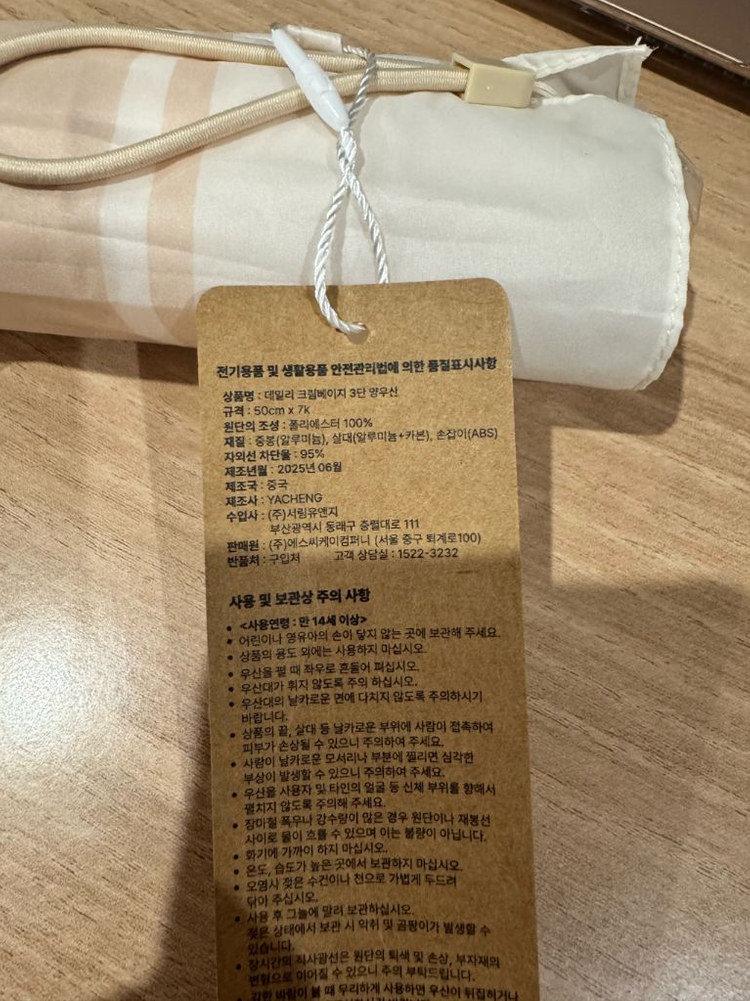 전기용품 및 생활용품 안전관리법에 의한 품질표시사항
상품명 : 데일리 크림베이지 3단 양우산
규격 : 50cm x 7k
원단의 조성 : 폴리에스터 100%
재질 : 중봉(알루미늄), 살대(알루미늄+카본), 손잡이(ABS)
자외선 차단율 : 95%
제조년월 : 2025년 06월
제조국 : 중국
제조사 : YACHENG
수입사 : (주)서림유앤지
부산광역시 동래구 충렬대로 111
판매원 : (주)에스씨케이컴퍼니 (서울 중구 퇴계로100)
반품처 : 구입처 고객 상담실 : 1522-3232
사용 및 보관상 주의 사항
• <사용연령 : 만 14세 이상>
• 어린이나 영유아의 손이 닿지 않는 곳에 보관해 주세요.
• 상품의 용도 외에는 사용하지 마십시오.
• 우산을 펼 때 좌우로 흔들어 펴십시오.
• 우산대가 휘지 않도록 주의 하십시오.
• 우산대의 날카로운 면에 다치지 않도록 주의하시기
바랍니다.
• 상품의 끝, 살대 등 날카로운 부위에 사람이 접촉하여
피부가 손상될 수 있으니 주의하여 주세요.
• 사람이 날카로운 모서리나 부분에 찔리면 심각한
부상이 발생할 수 있으니 주의하여 주세요.
• 우산을 사용자 및 타인의 얼굴 등 신체 부위를 향해서
펼치지 않도록 주의해 주세요.
• 장마철 폭우나 강수량이 많은 경우 원단이나 재봉선
사이로 물이 흐를 수 있으며 이는 불량이 아닙니다.
• 화기에 가까이 하지 마십시오.
• 온도, 습도가 높은 곳에서 보관하지 마십시오.
• 오염시 젖은 수건이나 천으로 가볍게 두드려
닦아 주십시오.
• 사용 후 그늘에 말려 보관하십시오.
젖은 상태에서 보관 시 악취 및 곰팡이가 발생할 수
있습니다.
• 장시간의 직사광선은 원단의 퇴색 및 손상, 부자재의
변형으로 이어질 수 있으니 주의 부탁드립니다.
• 강한 바람이 불 때 무리하게 사용하면 우산이 뒤집히거나